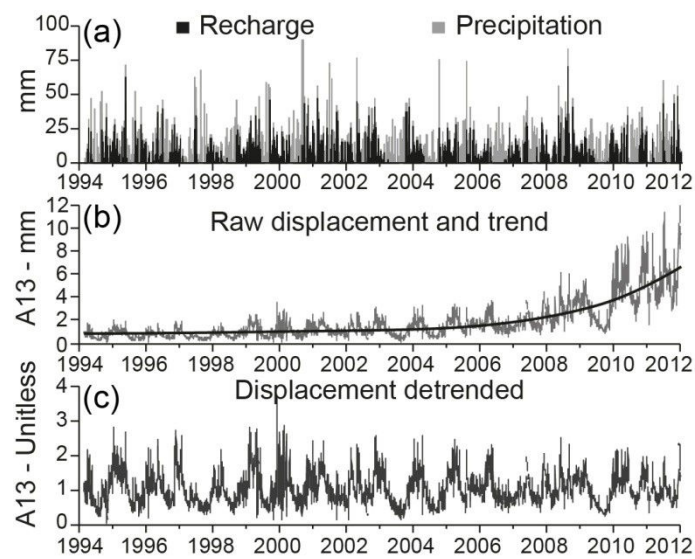 (a) Recharge Precipitation
mm
100
75
50
25
0
1994 1996 1998 2000 2002 2004 2006 2008 2010 2012
(b) Raw displacement and trend
A13 - mm
12
10
8
6
4
2
0
1994 1996 1998 2000 2002 2004 2006 2008 2010 2012
(c) Displacement detrended
A13 - Unitless
4
3
2
1
0
1994 1996 1998 2000 2002 2004 2006 2008 2010 2012